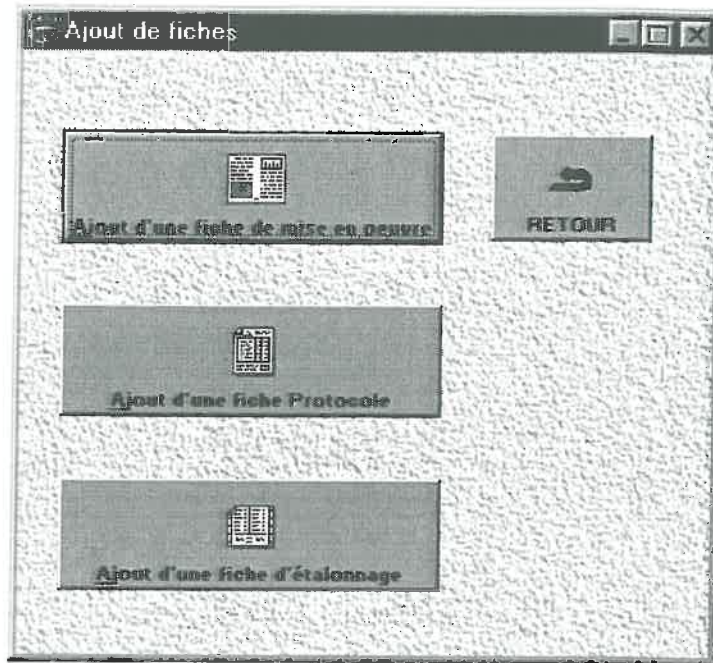 Ajout de fiches
Ajout d'une fiche de mise en oeuvre
RETOUR
Ajout d'une fiche Protocole
Ajout d'une fiche d'étalonnage